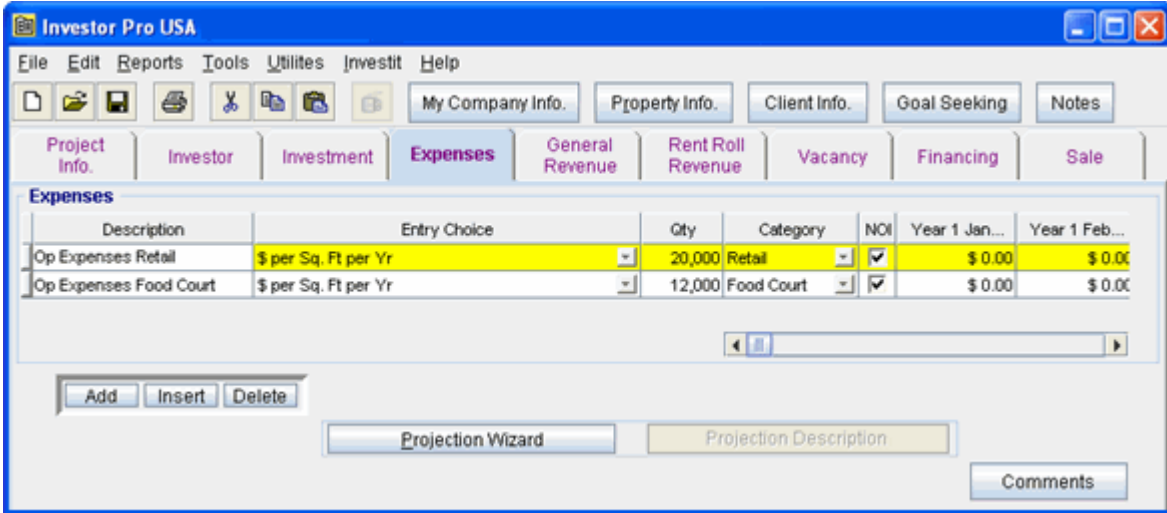 Investor Pro USA
File Edit Reports Tools Utilites Investit Help
My Company Info. Property Info. Client Info. Goal Seeking Notes
Project Info. Investor Investment Expenses General Revenue Rent Roll Revenue Vacancy Financing Sale
Expenses
Description Entry Choice Qty Category NOI Year 1 Jan... Year 1 Feb...
Op Expenses Retail $ per Sq. Ft per Yr 20,000 Retail $ 0.00 $ 0.00
Op Expenses Food Court $ per Sq. Ft per Yr 12,000 Food Court $ 0.00 $ 0.00
Add Insert Delete
Projection Wizard Projection Description
Comments